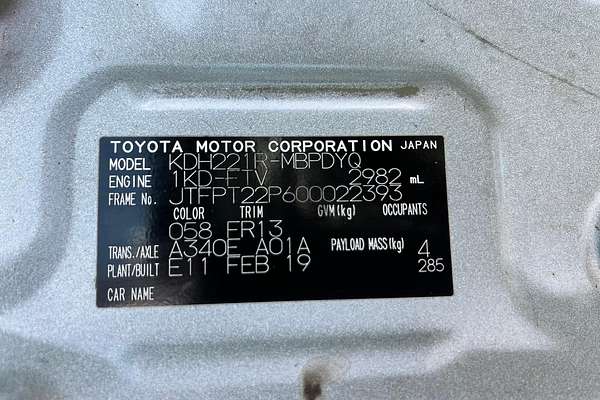 TOYOTA MOTOR CORPORATION JAPAN
MODEL KDH221R-MBPDYQ
ENGINE 1KD-FTV 2982 mL
FRAME No. JTFPT22P600022393
COLOR TRIM GVM(kg) OCCUPANTS
058 FR13
TRANS./AXLE A340E A01A PAYLOAD MASS(kg) 4
PLANT/BUILT E11 FEB 19 285
CAR NAME